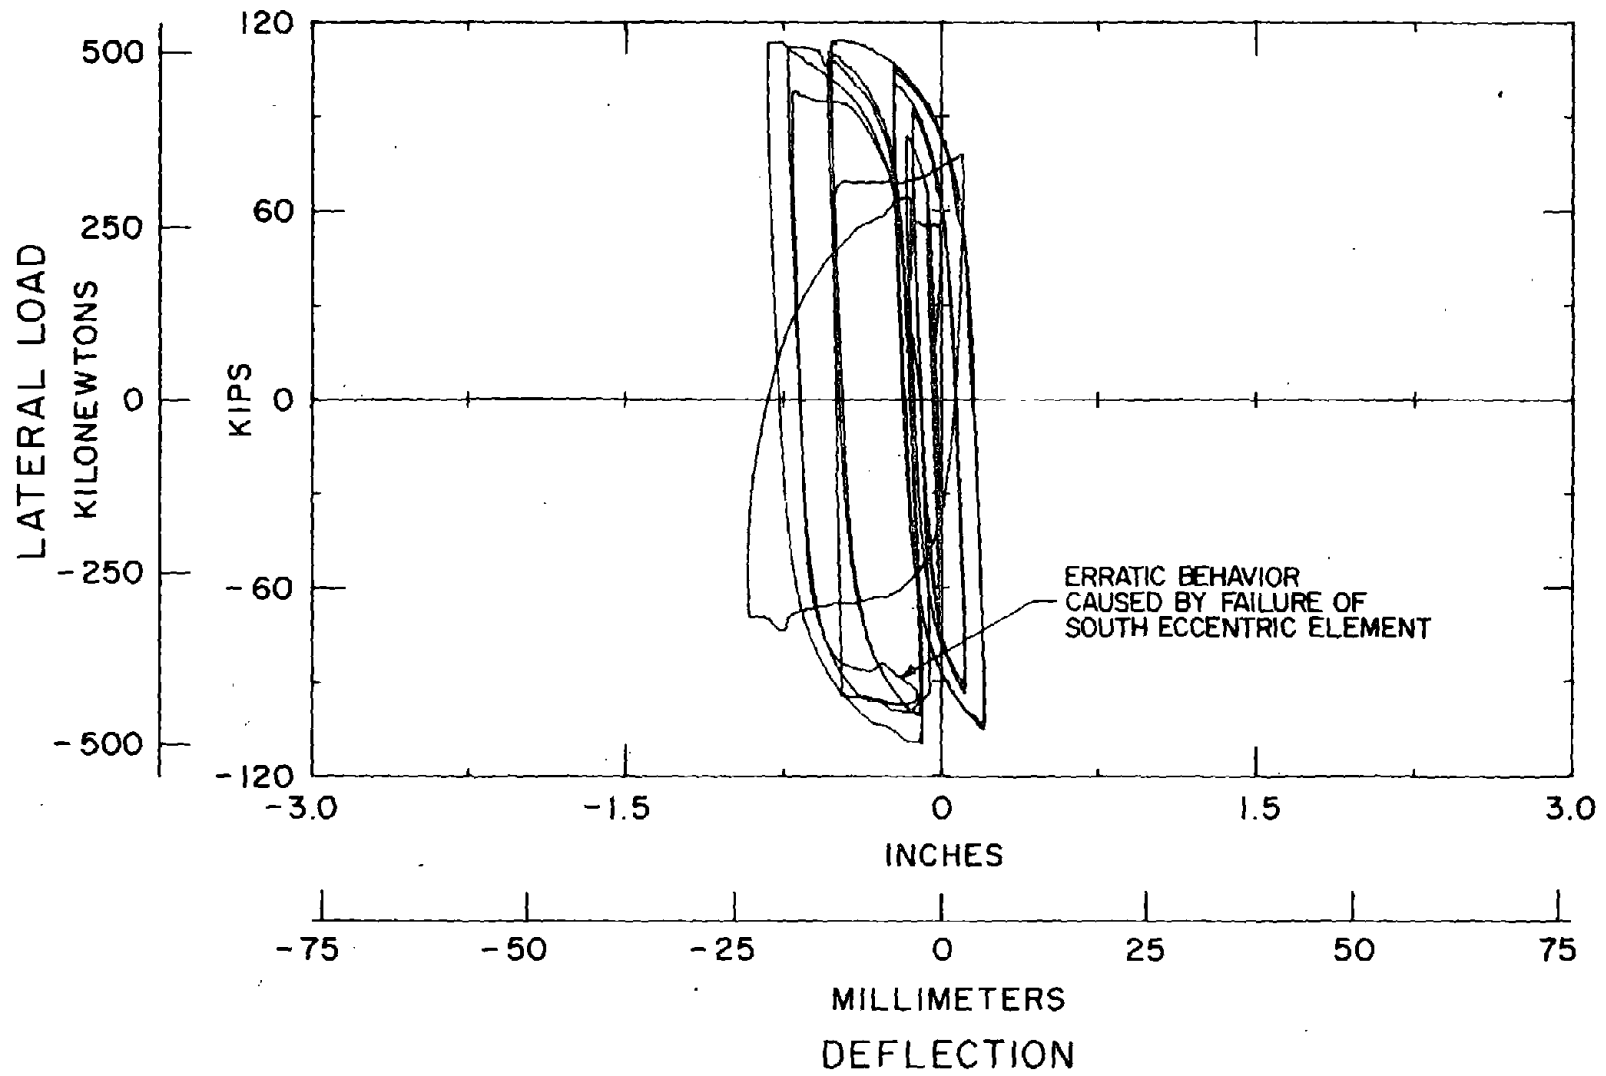 LATERAL LOAD
KILONEWTONS
500
250
0
-250
-500
KIPS
120
60
0
-60
-120
ERRATIC BEHAVIOR
CAUSED BY FAILURE OF
SOUTH ECCENTRIC ELEMENT
-3.0 -1.5 0 1.5 3.0
INCHES
-75 -50 -25 0 25 50 75
MILLIMETERS
DEFLECTION